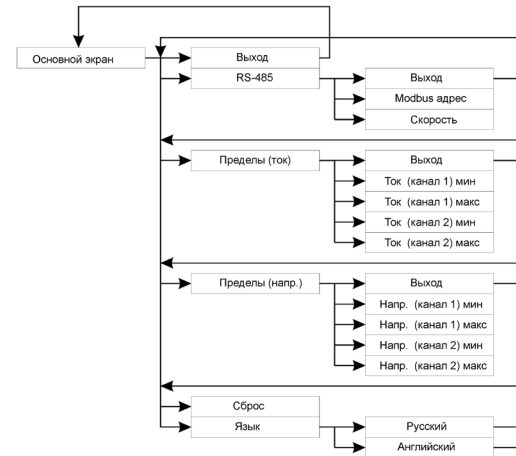 Основной экран
Выход
RS-485
Выход
Modbus адрес
Скорость
Пределы (ток)
Выход
Ток (канал 1) мин
Ток (канал 1) макс
Ток (канал 2) мин
Ток (канал 2) макс
Пределы (напр.)
Выход
Напр. (канал 1) мин
Напр. (канал 1) макс
Напр. (канал 2) мин
Напр. (канал 2) макс
Сброс
Язык
Русский
Английский